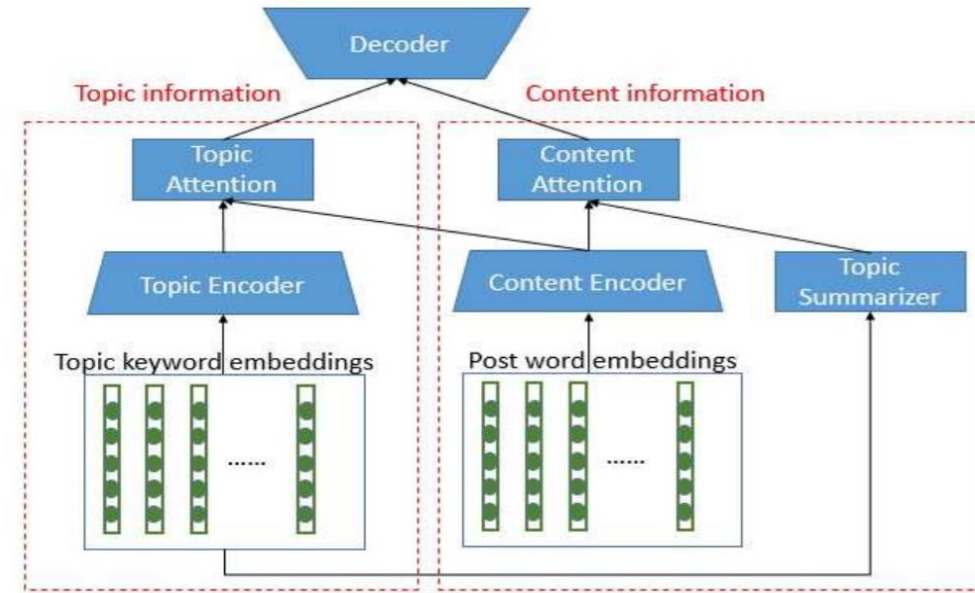 Decoder
Topic information
Content information
Topic
Attention
Content
Attention
Topic Encoder
Content Encoder
Topic
Summarizer
Topic keyword embeddings
Post word embeddings
......
......